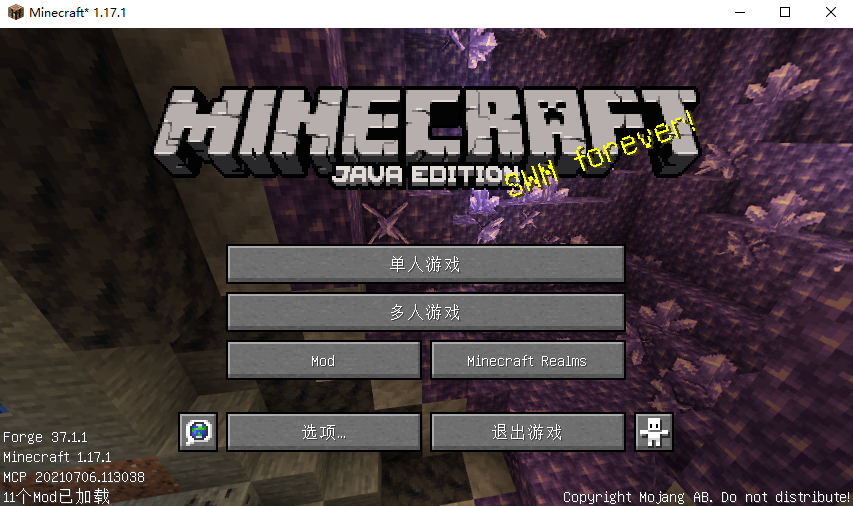 Minecraft* 1.17.1
MINECRAFT
JAVA EDITION
SWM forever!
单人游戏
多人游戏
Mod
Minecraft Realms
选项...
退出游戏
Forge 37.1.1
Minecraft 1.17.1
MCP 20210706.113038
11个Mod已加载
Copyright Mojang AB. Do not distribute!